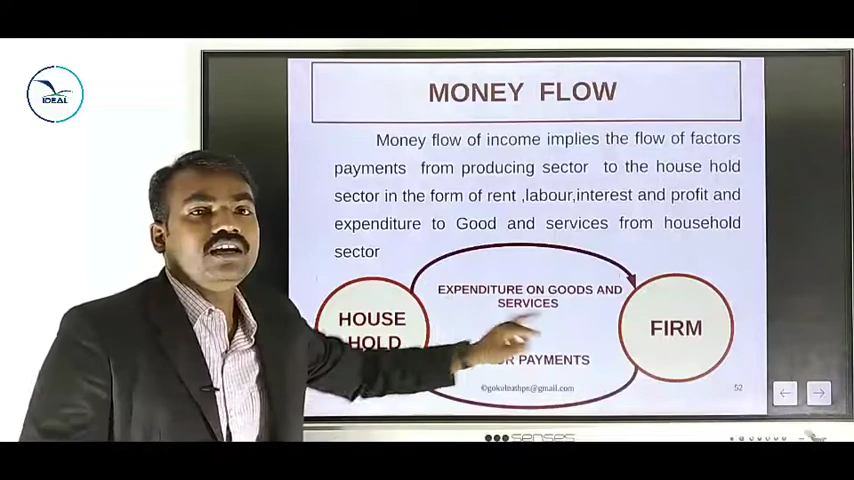 IDEAL
MONEY FLOW
Money flow of income implies the flow of factors
payments from producing sector to the house hold
sector in the form of rent ,labour,interest and profit and
expenditure to Good and services from household
sector
EXPENDITURE ON GOODS AND
SERVICES
HOUSE
HOLD
FIRM
PAYMENTS
©gokulnathpc@gmail.com
52
senses